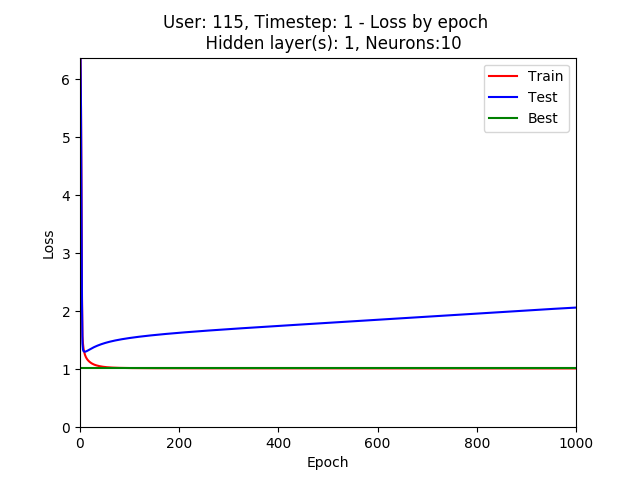 User: 115, Timestep: 1 - Loss by epoch
Hidden layer(s): 1, Neurons:10
Train
Test
Best
Loss
6
5
4
3
2
1
0
0 200 400 600 800 1000
Epoch